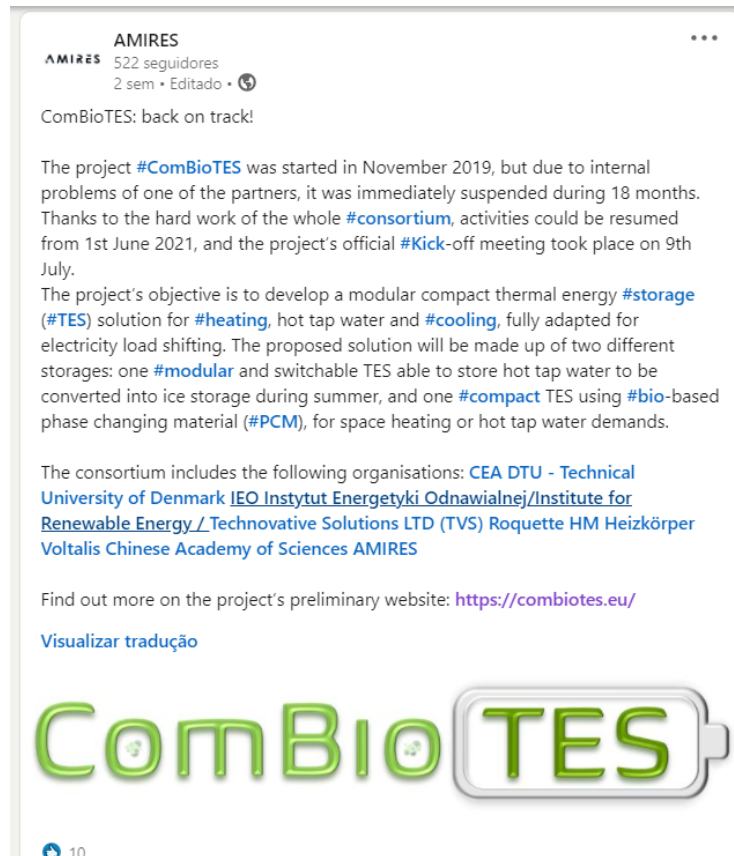 AMIRES
AMIRES
522 seguidores
2 sem • Editado •
ComBioTES: back on track!
The project #ComBioTES was started in November 2019, but due to internal
problems of one of the partners, it was immediately suspended during 18 months.
Thanks to the hard work of the whole #consortium, activities could be resumed
from 1st June 2021, and the project's official #Kick-off meeting took place on 9th
July.
The project's objective is to develop a modular compact thermal energy #storage
(#TES) solution for #heating, hot tap water and #cooling, fully adapted for
electricity load shifting. The proposed solution will be made up of two different
storages: one #modular and switchable TES able to store hot tap water to be
converted into ice storage during summer, and one #compact TES using #bio-based
phase changing material (#PCM), for space heating or hot tap water demands.
The consortium includes the following organisations: CEA DTU - Technical
University of Denmark IEO Instytut Energetyki Odnawialnej/Institute for
Renewable Energy / Technovative Solutions LTD (TVS) Roquette HM Heizkörper
Voltalis Chinese Academy of Sciences AMIRES
Find out more on the project's preliminary website: https://combiotes.eu/
Visualizar tradução
ComBioTES
10